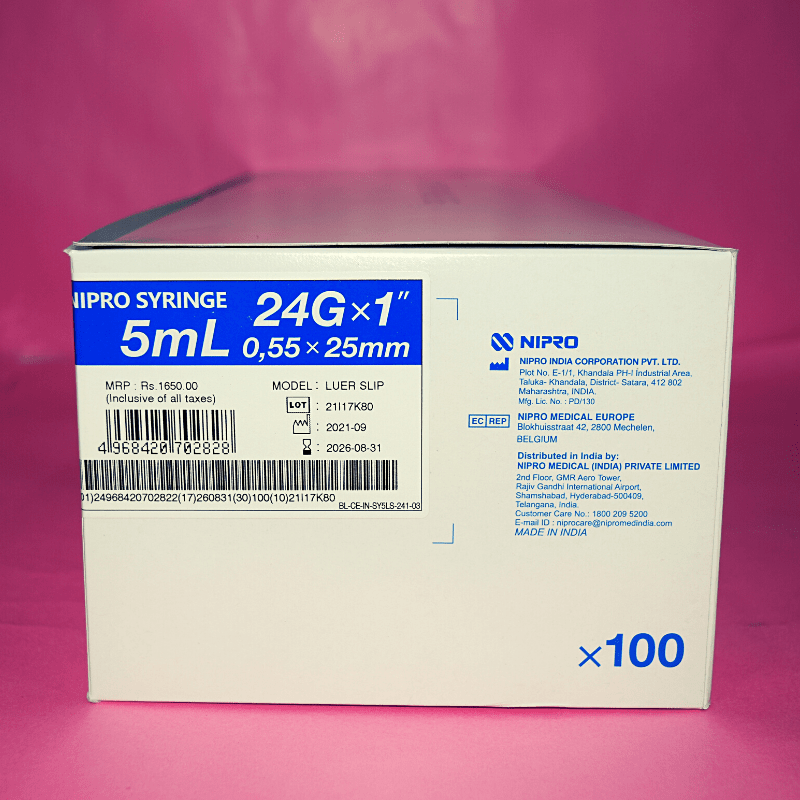 NIPRO SYRINGE 24G×1"
5mL 0,55×25mm
MRP : Rs.1650.00
(Inclusive of all taxes)
4 968420 702828
MODEL : LUER SLIP
LOT : 21I17K80
: 2021-09
: 2026-08-31
01)24968420702822(17)260831(30)100(10)21I17K80
BL-CE-IN-SY5LS-241-03
NIPRO
NIPRO INDIA CORPORATION PVT. LTD.
Plot No. E-1/1, Khandala PH-I Industrial Area,
Taluka- Khandala, District- Satara, 412 802
Maharashtra, INDIA.
Mfg. Lic. No. : PD/130
EC REP NIPRO MEDICAL EUROPE
Blokhuisstraat 42, 2800 Mechelen,
BELGIUM
Distributed in India by:
NIPRO MEDICAL (INDIA) PRIVATE LIMITED
2nd Floor, GMR Aero Tower,
Rajiv Gandhi International Airport,
Shamshabad, Hyderabad-500409,
Telangana, India.
Customer Care No.: 1800 209 5200
E-mail ID : niprocare@nipromedindia.com
MADE IN INDIA
×100